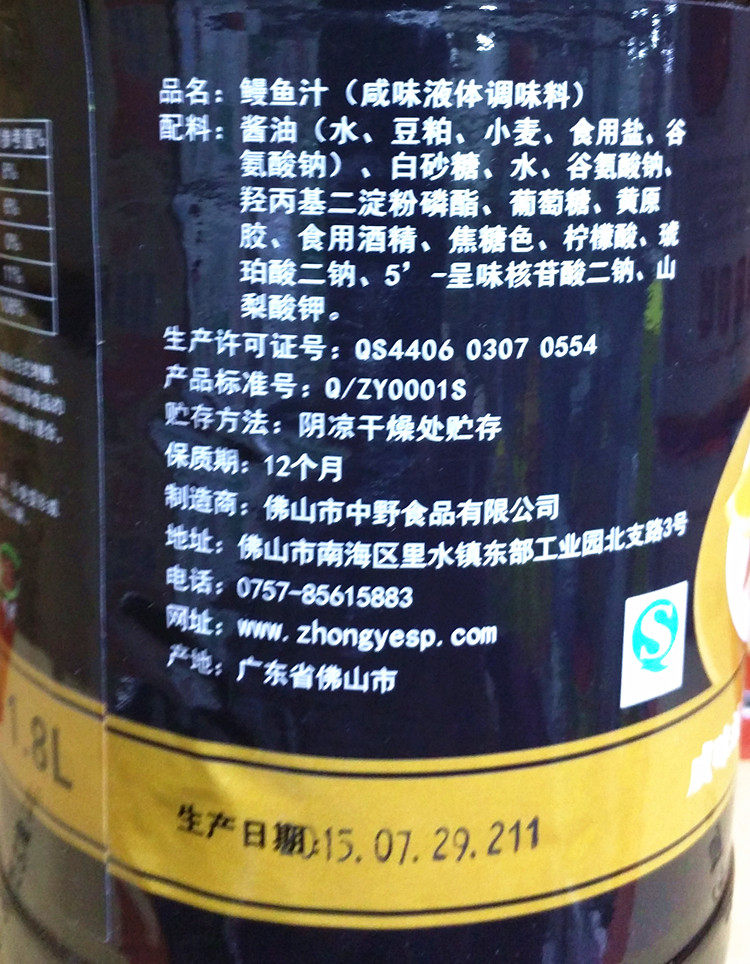 品名：鳗鱼汁（咸味液体调味料）
配料：酱油（水、豆粕、小麦、食用盐、谷
氨酸钠）、白砂糖、水、谷氨酸钠、
羟丙基二淀粉磷酯、葡萄糖、黄原
胶、食用酒精、焦糖色、柠檬酸、琥
珀酸二钠、5’-呈味核苷酸二钠、山
梨酸钾。
生产许可证号：QS4406 0307 0554
产品标准号：Q/ZY0001S
贮存方法：阴凉干燥处贮存
保质期：12个月
制造商：佛山市中野食品有限公司
地址：佛山市南海区里水镇东部工业园北支路3号
电话：0757-85615883
网址：www.zhongyesp.com
产地：广东省佛山市
1.8L
生产日期:2015.07.29.211